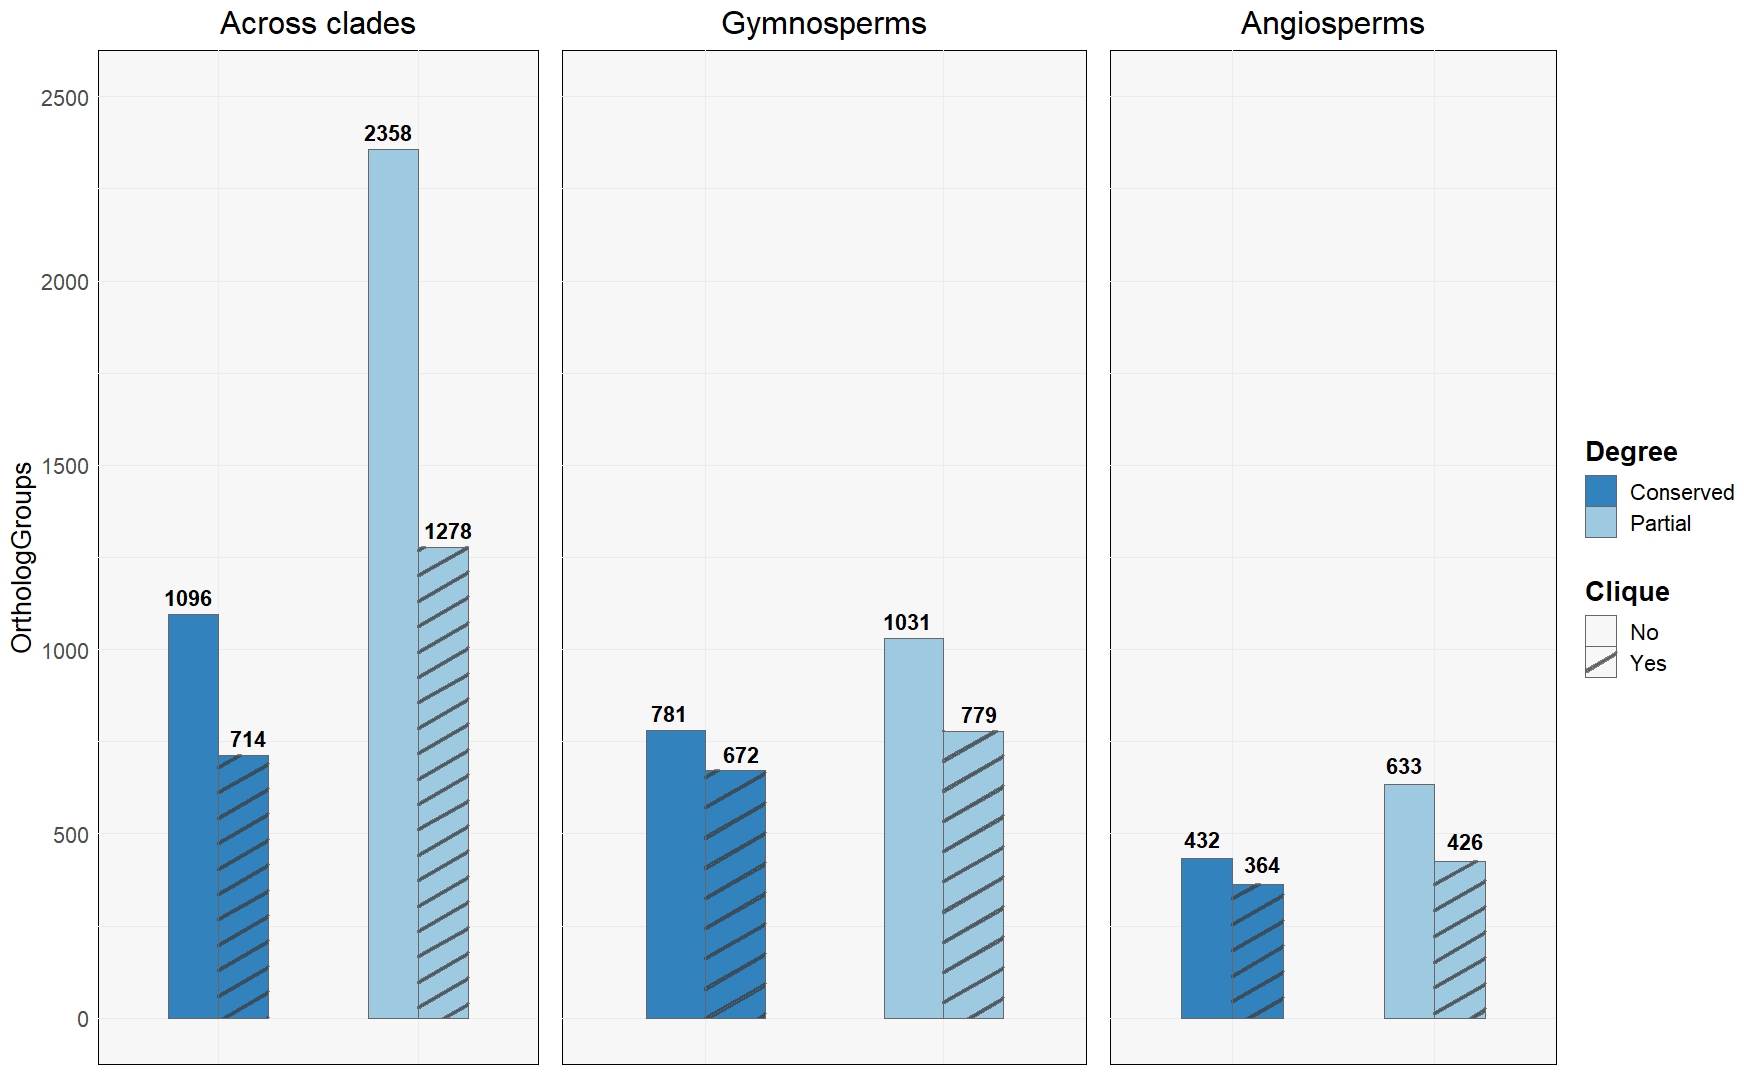 Across clades
Gymnosperms
Angiosperms
OrthologGroups
2500
2000
1500
1000
500
0
2358
1278
1096
714
1031
781
779
672
633
432
426
364
Degree
Conserved
Partial
Clique
No
Yes